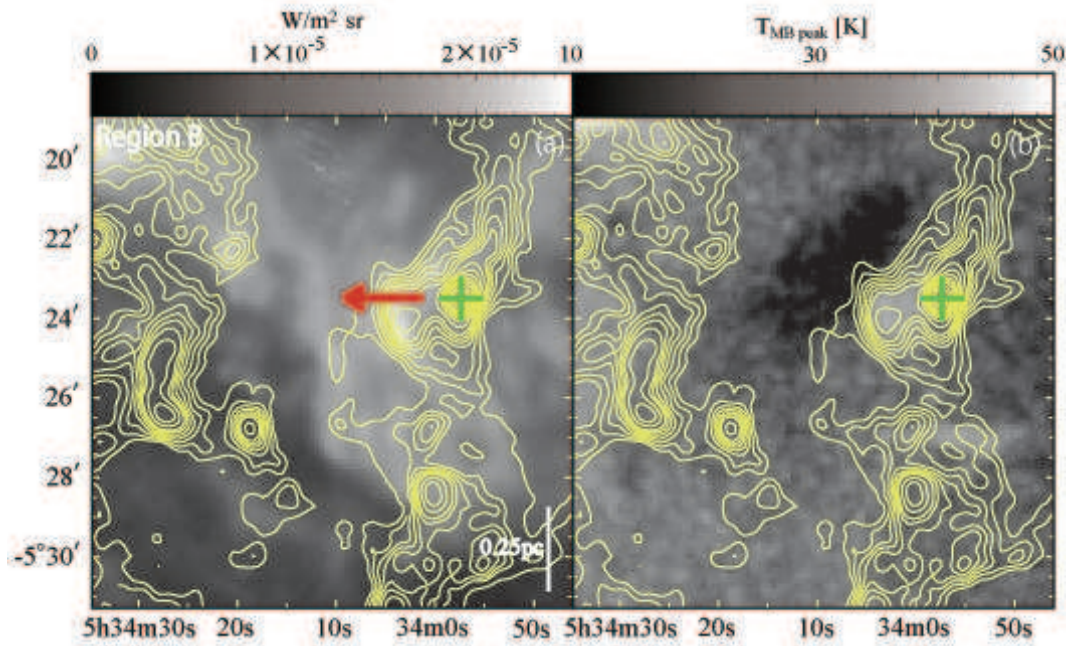 W/m² sr
0 1×10⁻⁵ 2×10⁻⁵
T_MB peak [K]
10 30 50
Region B (a)
(b)
20′
22′
24′
26′
28′
-5°30′
0.25pc
5h34m30s 20s 10s 34m0s 50s
5h34m30s 20s 10s 34m0s 50s